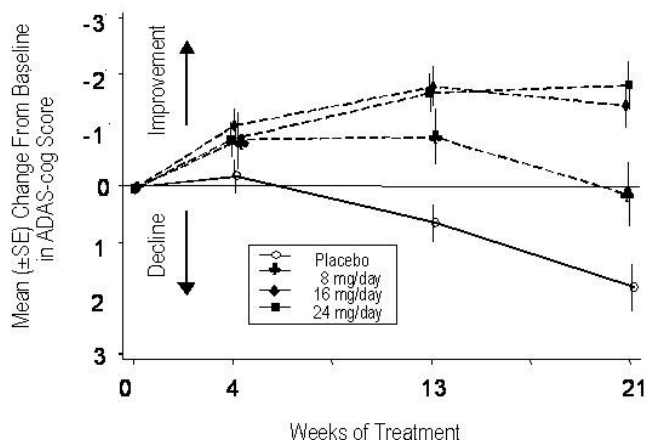 Mean (±SE) Change From Baseline
in ADAS-cog Score
-3
-2
-1
0
1
2
3
Improvement
Decline
Placebo
8 mg/day
16 mg/day
24 mg/day
0
4
13
21
Weeks of Treatment